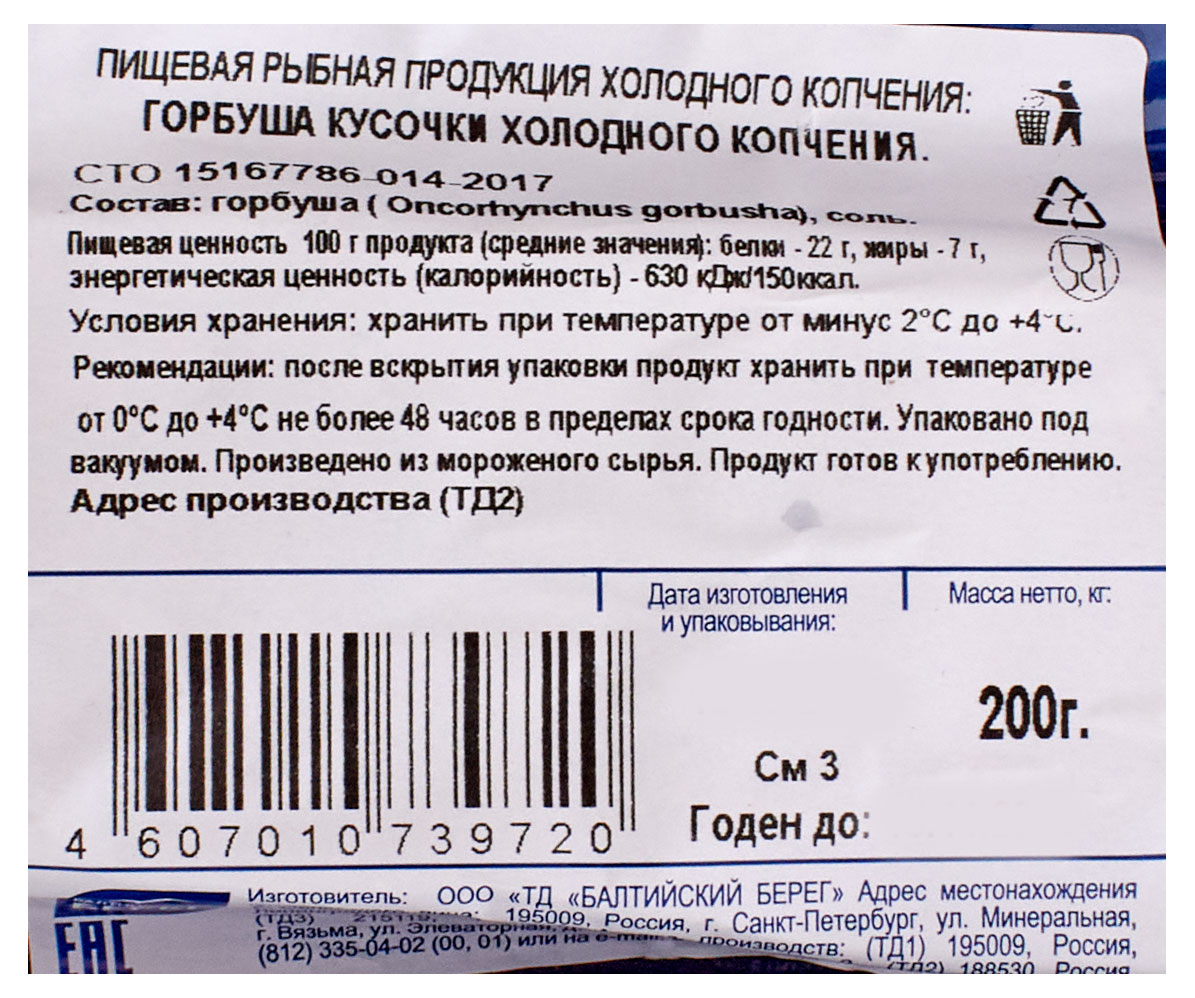 ПИЩЕВАЯ РЫБНАЯ ПРОДУКЦИЯ ХОЛОДНОГО КОПЧЕНИЯ:
ГОРБУША КУСОЧКИ ХОЛОДНОГО КОПЧЕНИЯ.
СТО 15167786-014-2017
Состав: горбуша ( Oncorhynchus gorbusha), соль.
Пищевая ценность 100 г продукта (средние значения): белки - 22 г, жиры - 7 г,
энергетическая ценность (калорийность) - 630 кДж/150ккал.
Условия хранения: хранить при температуре от минус 2°С до +4°С.
Рекомендации: после вскрытия упаковки продукт хранить при температуре
от 0°С до +4°С не более 48 часов в пределах срока годности. Упаковано под
вакуумом. Произведено из мороженого сырья. Продукт готов к употреблению.
Адрес производства (ТД2)
Дата изготовления
и упаковывания:
Масса нетто, кг:
200г.
См 3
Годен до:
4 607010 739720
Изготовитель: ООО «ТД «БАЛТИЙСКИЙ БЕРЕГ» Адрес местонахождения
195009, Россия, г. Санкт-Петербург, ул. Минеральная,
(ТД3) 215119,
г. Вязьма, ул. Элеваторная,
производств: (ТД1) 195009, Россия,
(812) 335-04-02 (00, 01) или на e-mail
(ТД2) 188530 Россия
EAC